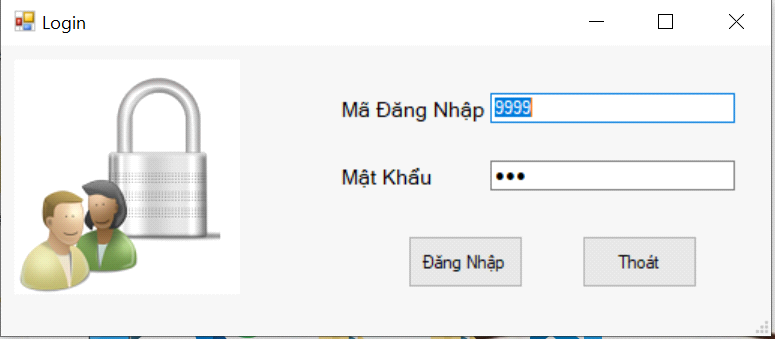 Login
Mã Đăng Nhập 9999
Mật Khẩu •••
Đăng Nhập Thoát